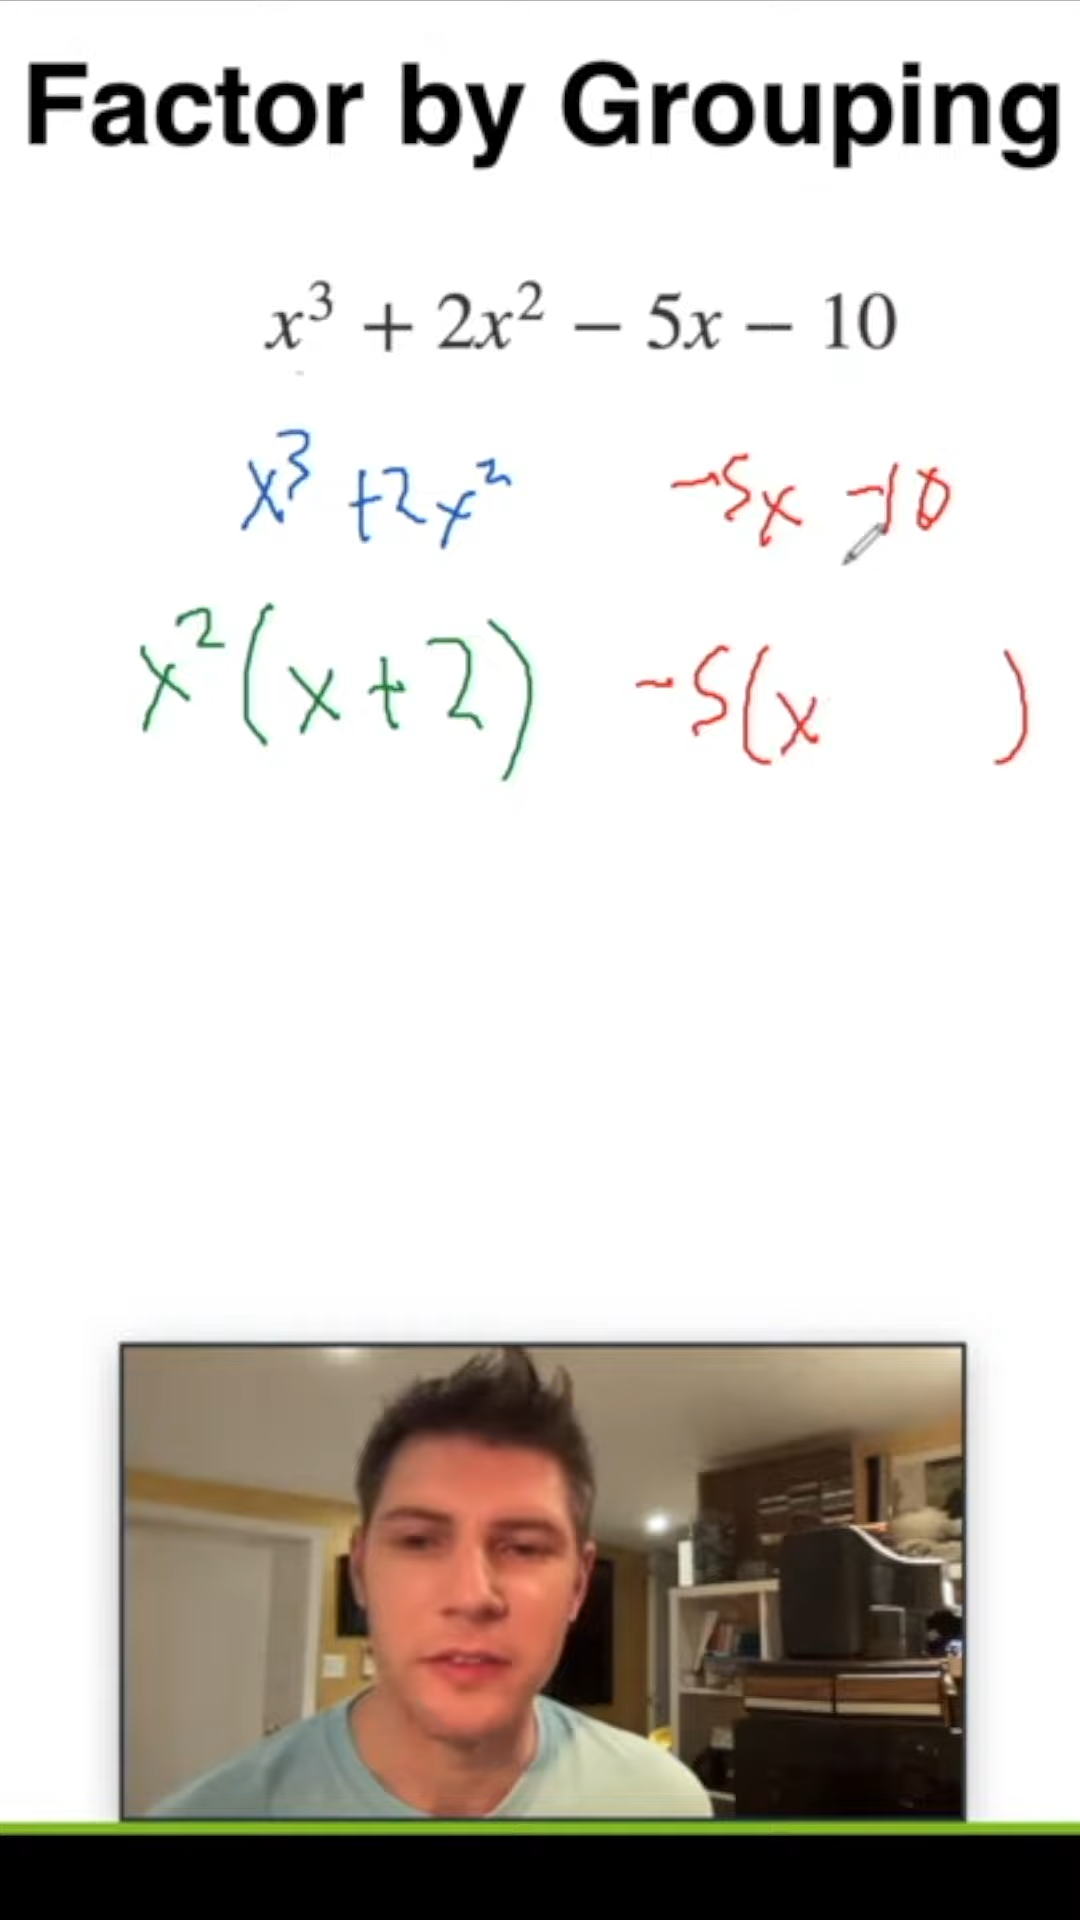 Factor by Grouping
x³ + 2x² − 5x − 10
x³ +2x² -5x -10
x²(x+2) -5(x )